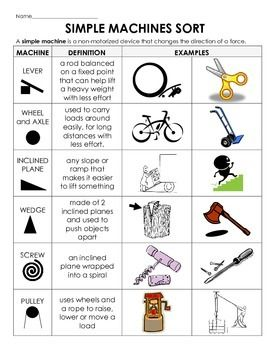 Name
SIMPLE MACHINES SORT
A simple machine is a non-motorized device that changes the direction of a force.
MACHINE DEFINITION EXAMPLES
LEVER
a rod balanced
on a fixed point
that can help lift
a heavy weight
with less effort
WHEEL
and AXLE
used to carry
loads around
easily, for long
distances with
less effort.
INCLINED
PLANE
any slope or
ramp that
makes it easier
to lift something
WEDGE
made of 2
inclined planes
and used to
push objects
apart
SCREW
an inclined
plane wrapped
into a spiral
PULLEY
uses wheels and
a rope to raise,
lower or move a
load